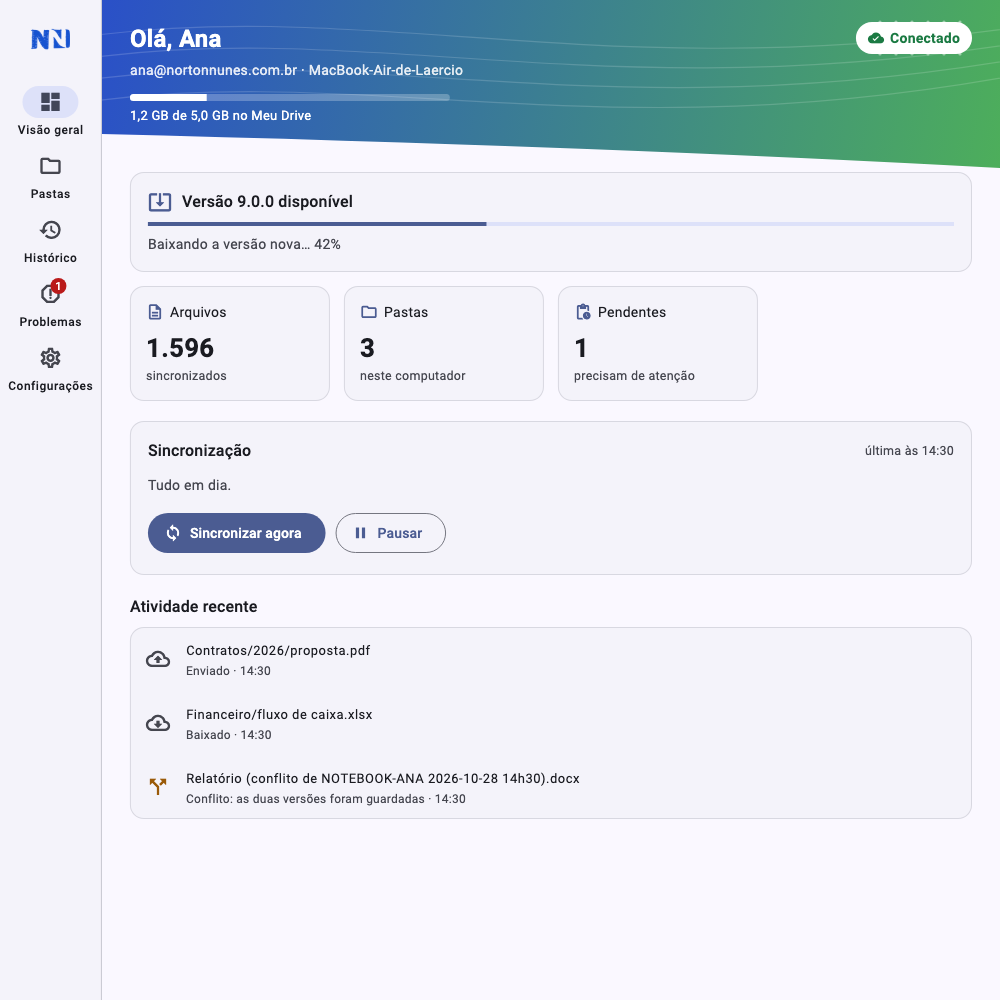 NN
Olá, Ana
Conectado
ana@nortonnunes.com.br · MacBook-Air-de-Laercio
1,2 GB de 5,0 GB no Meu Drive
Visão geral
Pastas
Histórico
1
Problemas
Configurações
Versão 9.0.0 disponível
Baixando a versão nova… 42%
Arquivos
1.596
sincronizados
Pastas
3
neste computador
Pendentes
1
precisam de atenção
Sincronização
última às 14:30
Tudo em dia.
Sincronizar agora
Pausar
Atividade recente
Contratos/2026/proposta.pdf
Enviado · 14:30
Financeiro/fluxo de caixa.xlsx
Baixado · 14:30
Relatório (conflito de NOTEBOOK-ANA 2026-10-28 14h30).docx
Conflito: as duas versões foram guardadas · 14:30